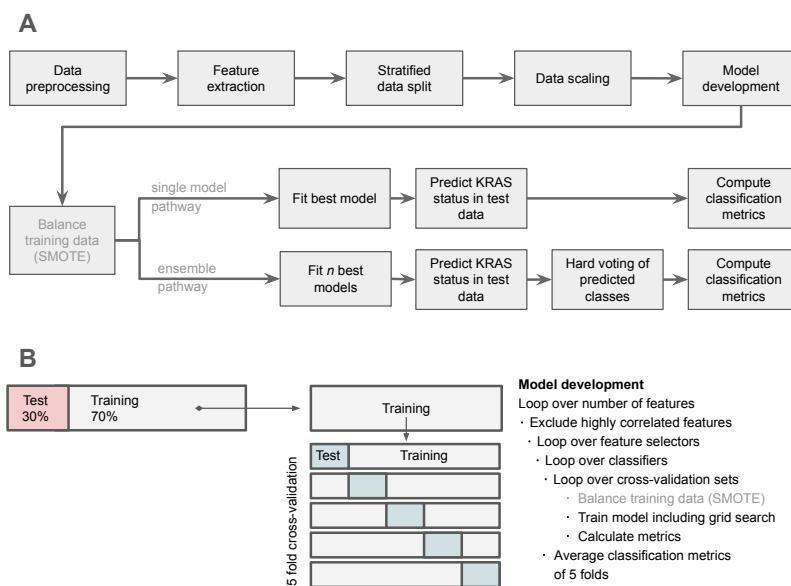 A
Data
preprocessing
Feature
extraction
Stratified
data split
Data scaling
Model
development
Balance
training data
(SMOTE)
single model
pathway
Fit best model
Predict KRAS
status in test
data
Compute
classification
metrics
ensemble
pathway
Fit n best
models
Predict KRAS
status in test
data
Hard voting of
predicted
classes
Compute
classification
metrics
B
Test
30%
Training
70%
Training
Test
Training
5 fold cross-validation
Model development
Loop over number of features
· Exclude highly correlated features
· Loop over feature selectors
· Loop over classifiers
· Loop over cross-validation sets
· Balance training data (SMOTE)
· Train model including grid search
· Calculate metrics
· Average classification metrics
of 5 folds